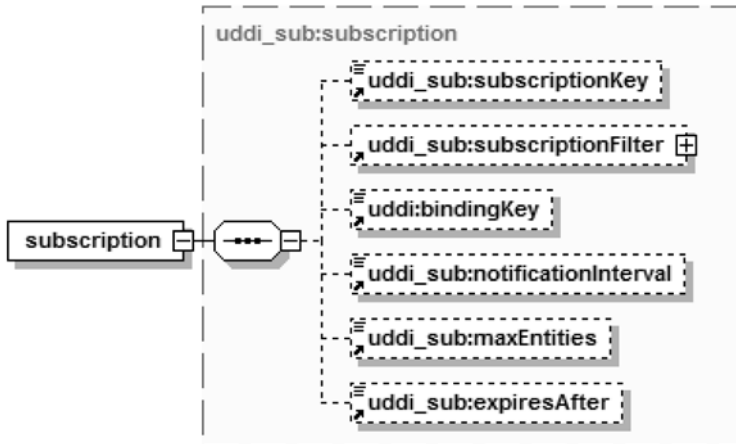 uddi_sub:subscription
uddi_sub:subscriptionKey
uddi_sub:subscriptionFilter
uddi:bindingKey
subscription
uddi_sub:notificationInterval
uddi_sub:maxEntities
uddi_sub:expiresAfter